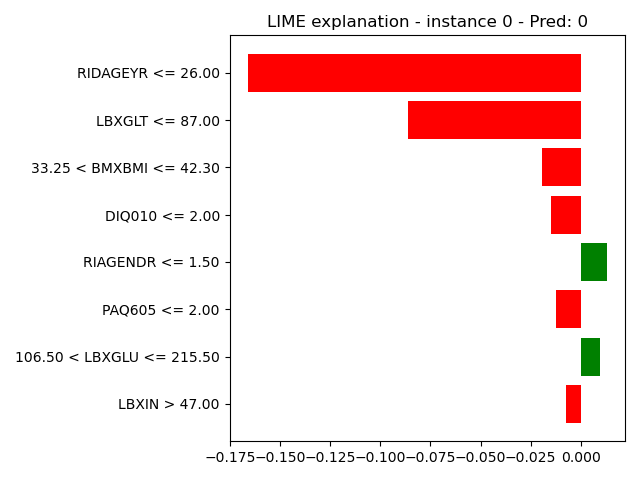 LIME explanation - instance 0 - Pred: 0
RIDAGEYR <= 26.00
LBXGLT <= 87.00
33.25 < BMXBMI <= 42.30
DIQ010 <= 2.00
RIAGENDR <= 1.50
PAQ605 <= 2.00
106.50 < LBXGLU <= 215.50
LBXIN > 47.00
−0.175 −0.150 −0.125 −0.100 −0.075 −0.050 −0.025 0.000